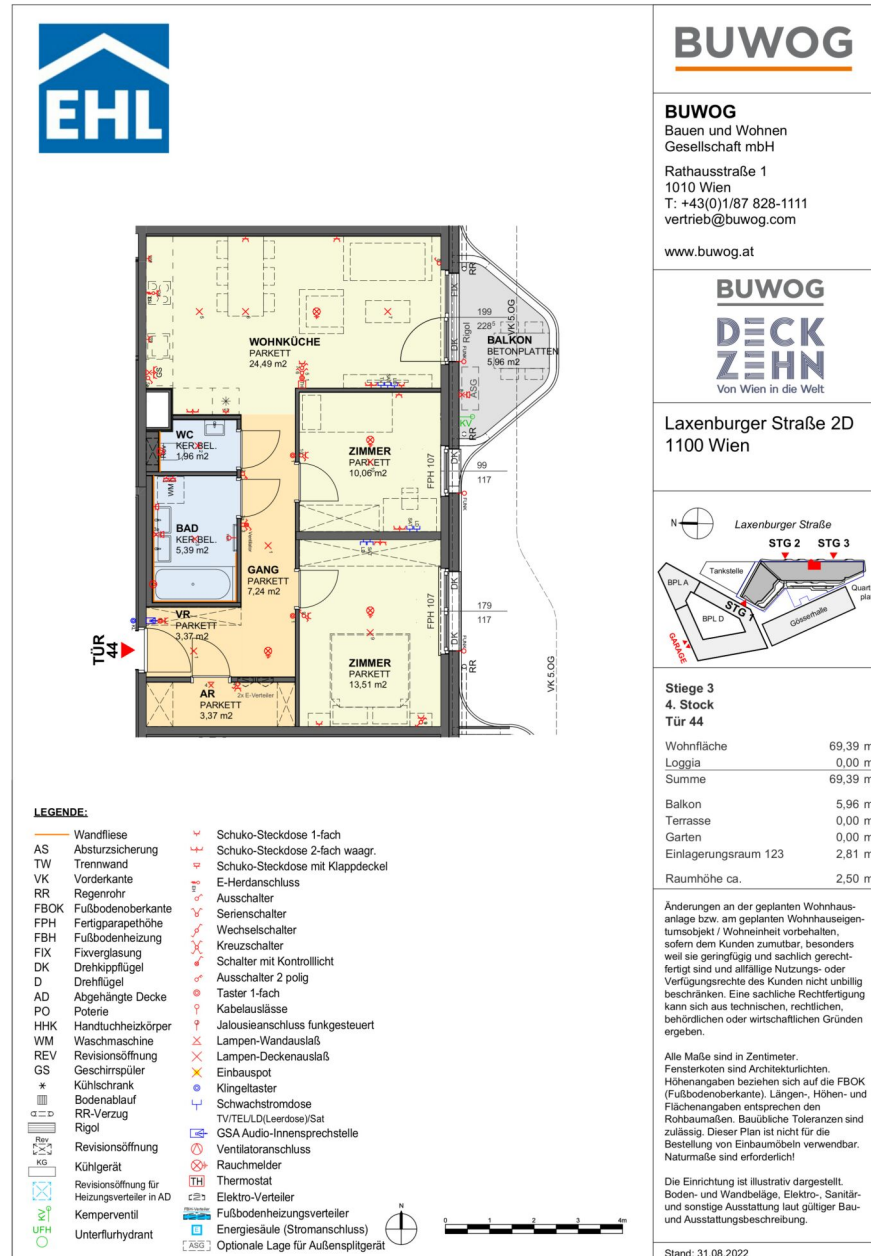 EHL
BUWOG
BUWOG
Bauen und Wohnen
Gesellschaft mbH
Rathausstraße 1
1010 Wien
T: +43(0)1/87 828-1111
vertrieb@buwog.com
www.buwog.at
BUWOG
DECK
ZEHN
Von Wien in die Welt
Laxenburger Straße 2D
1100 Wien
N
Laxenburger Straße
STG 2 STG 3
Tankstelle
BPL A
BPL D
STG 1
Gösserhalle
GARAGE
Stiege 3
4. Stock
Tür 44
Wohnfläche 69,39 m
Loggia 0,00 m
Summe 69,39 m
Balkon 5,96 m
Terrasse 0,00 m
Garten 0,00 m
Einlagerungsraum 123 2,81 m
Raumhöhe ca. 2,50 m
Änderungen an der geplanten Wohnhaus-
anlage bzw. am geplanten Wohnhauseigen-
tumsobjekt / Wohneinheit vorbehalten,
sofern dem Kunden zumutbar, besonders
weil sie geringfügig und sachlich gerecht-
fertigt sind und allfällige Nutzungs- oder
Verfügungsrechte des Kunden nicht unbillig
beschränken. Eine sachliche Rechtfertigung
kann sich aus technischen, rechtlichen,
behördlichen oder wirtschaftlichen Gründen
ergeben.
Alle Maße sind in Zentimeter.
Fensterkoten sind Architekturlichten.
Höhenangaben beziehen sich auf die FBOK
(Fußbodenoberkante). Längen-, Höhen- und
Flächenangaben entsprechen den
Rohbaumaßen. Baubliche Toleranzen sind
zulässig. Dieser Plan ist nicht für die
Bestellung von Einbaumöbeln verwendbar.
Naturmaße sind erforderlich!
Die Einrichtung ist illustrativ dargestellt.
Boden- und Wandbeläge, Elektro-, Sanitär-
und sonstige Ausstattung laut gültiger Bau-
und Ausstattungsbeschreibung.
Stand: 31.08.2022
WOHNKÜCHE
PARKETT
24,49 m2
GS
BALKON
BETONPLATTEN
5,96 m2
RR
FIX
DK
199
228⁵
Rigol
VK 5.OG
ASG
KV
RR
WC
KER.BEL.
1,96 m2
ZIMMER
PARKETT
10,06 m2
DK
FPH 107
99
117
WM
BAD
KER.BEL.
5,39 m2
GANG
PARKETT
7,24 m2
VR
PARKETT
3,37 m2
TÜR
44
AR
PARKETT
3,37 m2
2x E-Verteiler
ZIMMER
PARKETT
13,51 m2
DK
FPH 107
DK
179
117
RR
VK 5.OG
LEGENDE:
Wandfliese
AS Absturzsicherung
TW Trennwand
VK Vorderkante
RR Regenrohr
FBOK Fußbodenoberkante
FPH Fertigparapethöhe
FBH Fußbodenheizung
FIX Fixverglasung
DK Drehkippflügel
D Drehflügel
AD Abgehängte Decke
PO Poterie
HHK Handtuchheizkörper
WM Waschmaschine
REV Revisionsöffnung
GS Geschirrspüler
* Kühlschrank
Bodenablauf
RR-Verzug
Rigol
Rev Revisionsöffnung
KG Kühlgerät
Revisionsöffnung für
Heizungsverteiler in AD
KV Kemperventil
UFH Unterflurhydrant
Schuko-Steckdose 1-fach
Schuko-Steckdose 2-fach waagr.
Schuko-Steckdose mit Klappdeckel
E-Herdanschluss
Ausschalter
Serienschalter
Wechselschalter
Kreuzschalter
Schalter mit Kontrolllicht
Ausschalter 2 polig
Taster 1-fach
Kabelauslässe
Jalousieanschluss funkgesteuert
Lampen-Wandauslaß
Lampen-Deckenauslaß
Einbauspot
Klingeltaster
Schwachstromdose
TV/TEL/LD(Leerdose)/Sat
GSA Audio-Innensprechstelle
Ventilatoranschluss
Rauchmelder
TH Thermostat
Elektro-Verteiler
Fußbodenheizungsverteiler
Energiesäule (Stromanschluss)
ASG Optionale Lage für Außensplitgerät
N
0 1 2 3 4m